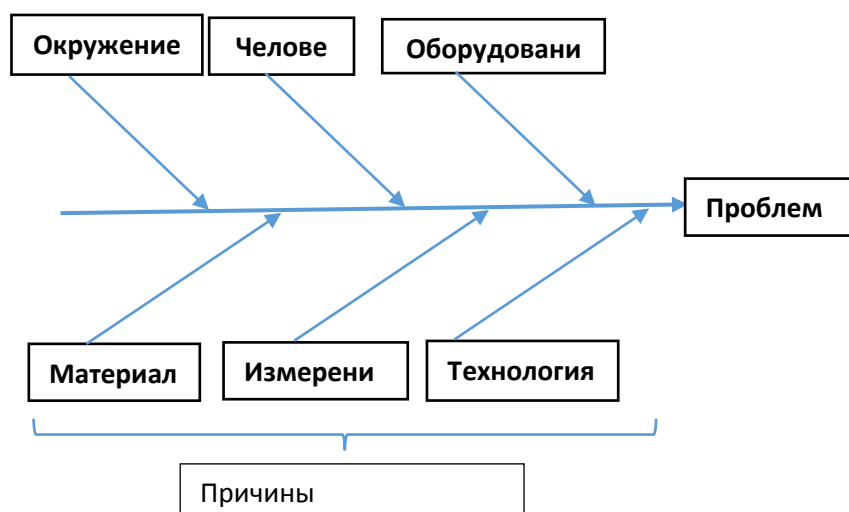 Окружение
Челове
Оборудовани
Проблем
Материал
Измерени
Технология
Причины